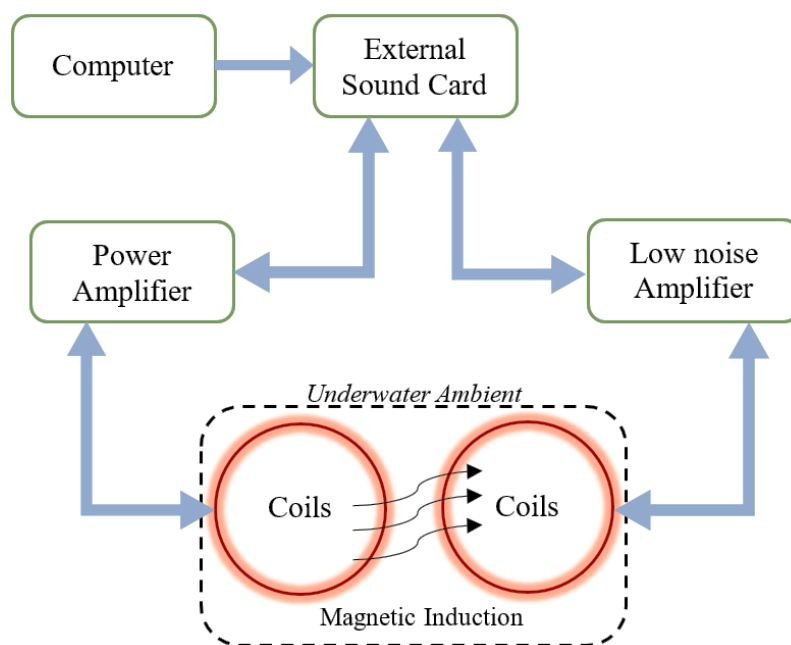 Computer
External
Sound Card
Power
Amplifier
Low noise
Amplifier
Underwater Ambient
Coils
Coils
Magnetic Induction